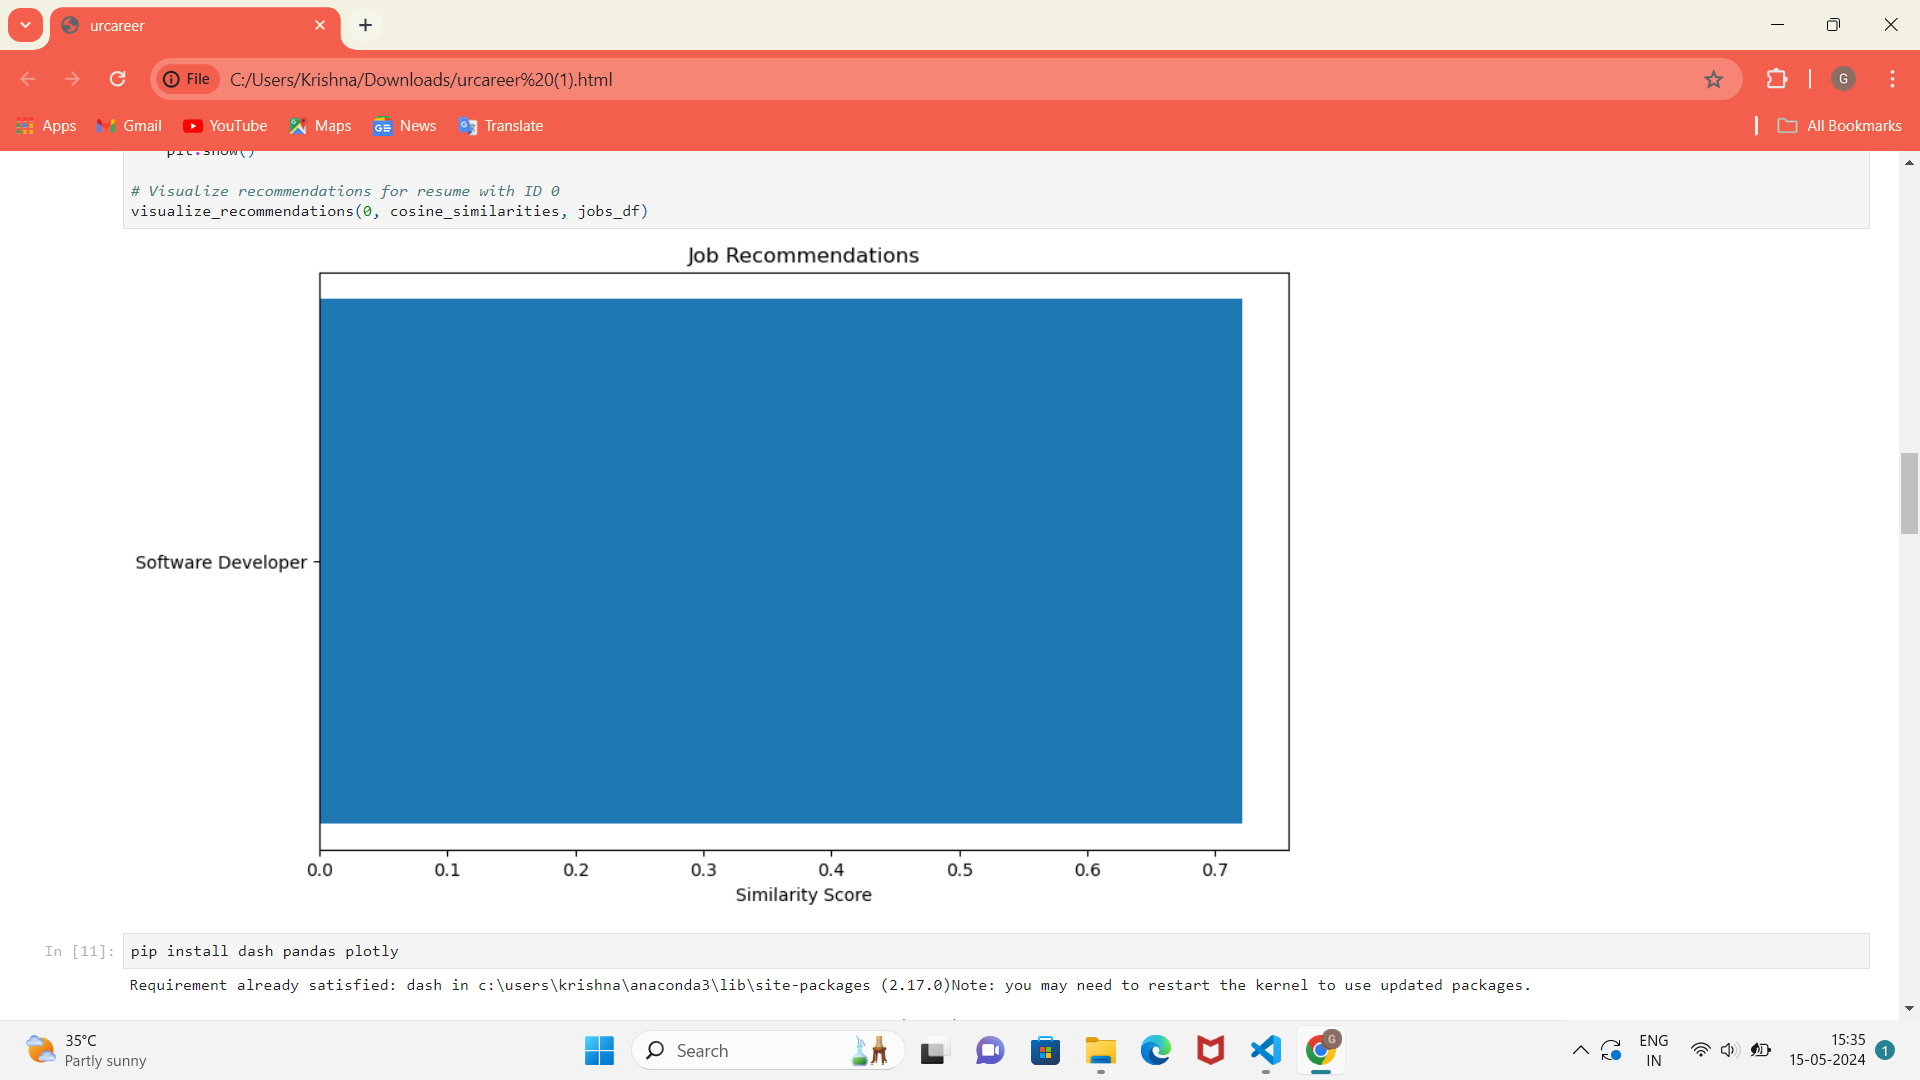 urcareer
File C:/Users/Krishna/Downloads/urcareer%20(1).html G
Apps Gmail YouTube Maps News Translate All Bookmarks
plt.show()
# Visualize recommendations for resume with ID 0
visualize_recommendations(0, cosine_similarities, jobs_df)
Job Recommendations
Software Developer
0.0 0.1 0.2 0.3 0.4 0.5 0.6 0.7
Similarity Score
In [11]: pip install dash pandas plotly
Requirement already satisfied: dash in c:\users\krishna\anaconda3\lib\site-packages (2.17.0)Note: you may need to restart the kernel to use updated packages.
35°C
Partly sunny
Search
G
ENG
IN
15:35
15-05-2024
1